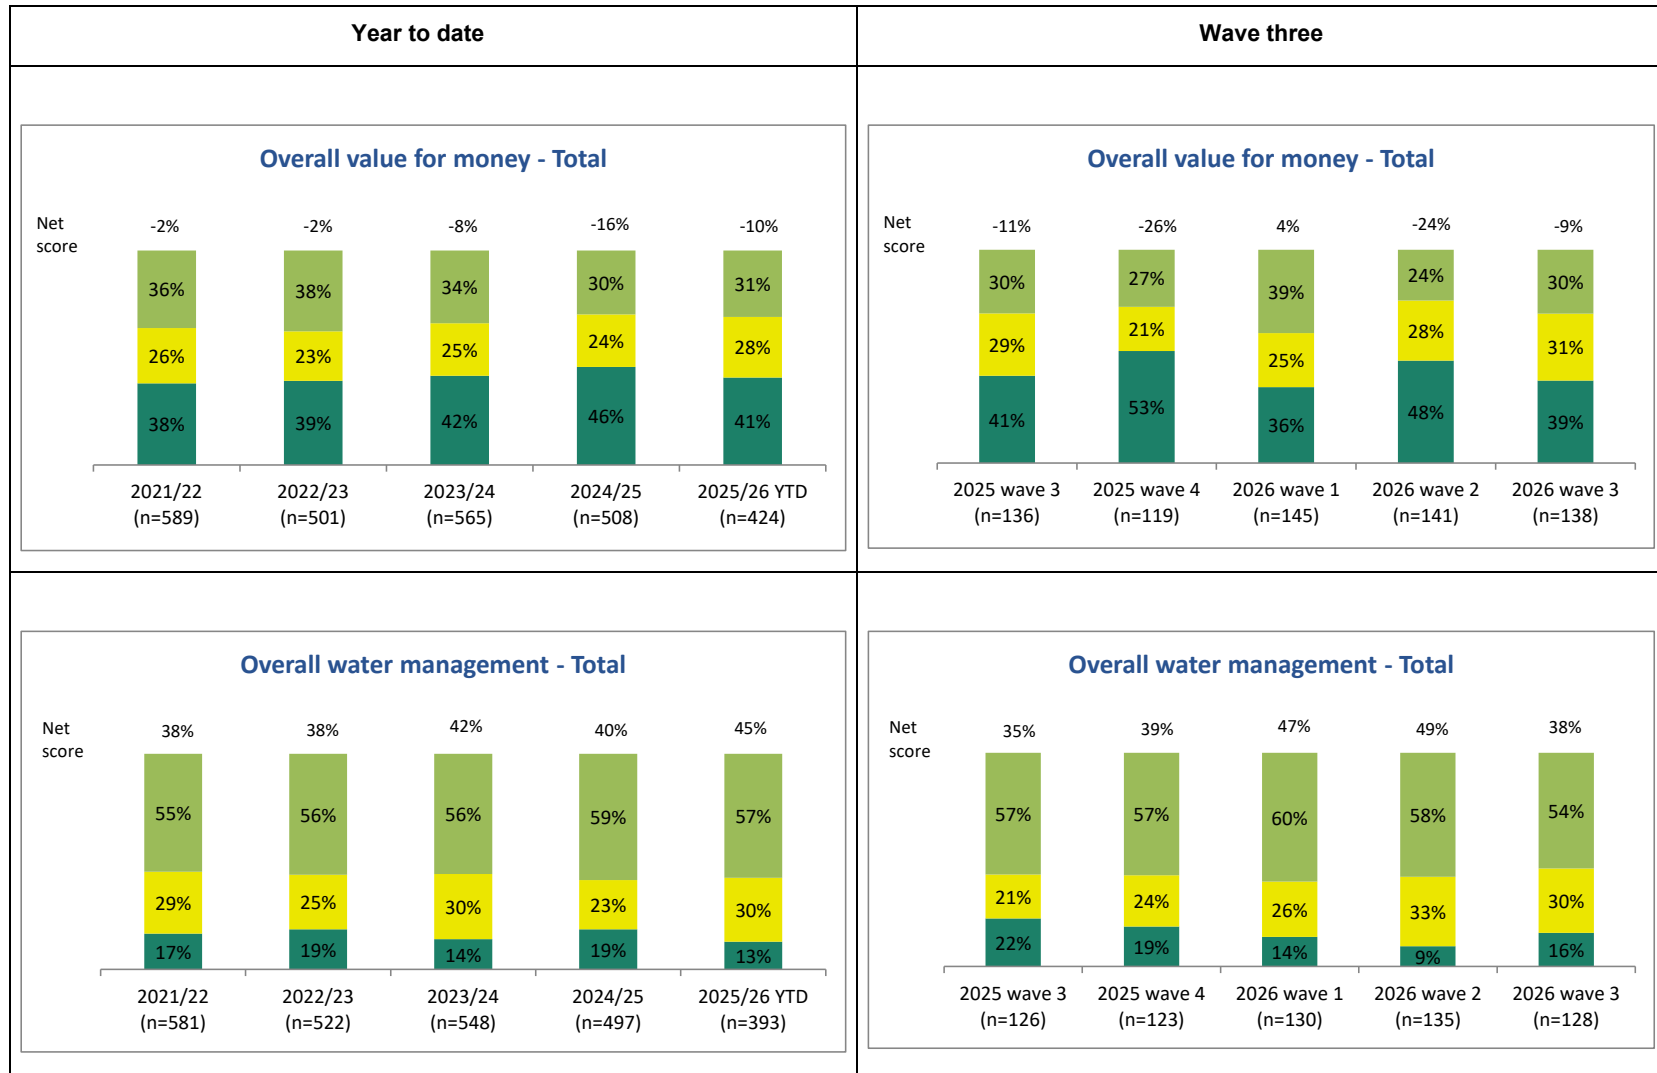 Year to date
Wave three
Overall value for money - Total
Net
score
-2% -2% -8% -16% -10%
36% 38% 34% 30% 31%
26% 23% 25% 24% 28%
38% 39% 42% 46% 41%
2021/22 2022/23 2023/24 2024/25 2025/26 YTD
(n=589) (n=501) (n=565) (n=508) (n=424)
Overall value for money - Total
Net
score
-11% -26% 4% -24% -9%
30% 27% 39% 24% 30%
29% 21% 25% 28% 31%
41% 53% 36% 48% 39%
2025 wave 3 2025 wave 4 2026 wave 1 2026 wave 2 2026 wave 3
(n=136) (n=119) (n=145) (n=141) (n=138)
Overall water management - Total
Net
score
38% 38% 42% 40% 45%
55% 56% 56% 59% 57%
29% 25% 30% 23% 30%
17% 19% 14% 19% 13%
2021/22 2022/23 2023/24 2024/25 2025/26 YTD
(n=581) (n=522) (n=548) (n=497) (n=393)
Overall water management - Total
Net
score
35% 39% 47% 49% 38%
57% 57% 60% 58% 54%
21% 24% 26% 33% 30%
22% 19% 14% 9% 16%
2025 wave 3 2025 wave 4 2026 wave 1 2026 wave 2 2026 wave 3
(n=126) (n=123) (n=130) (n=135) (n=128)